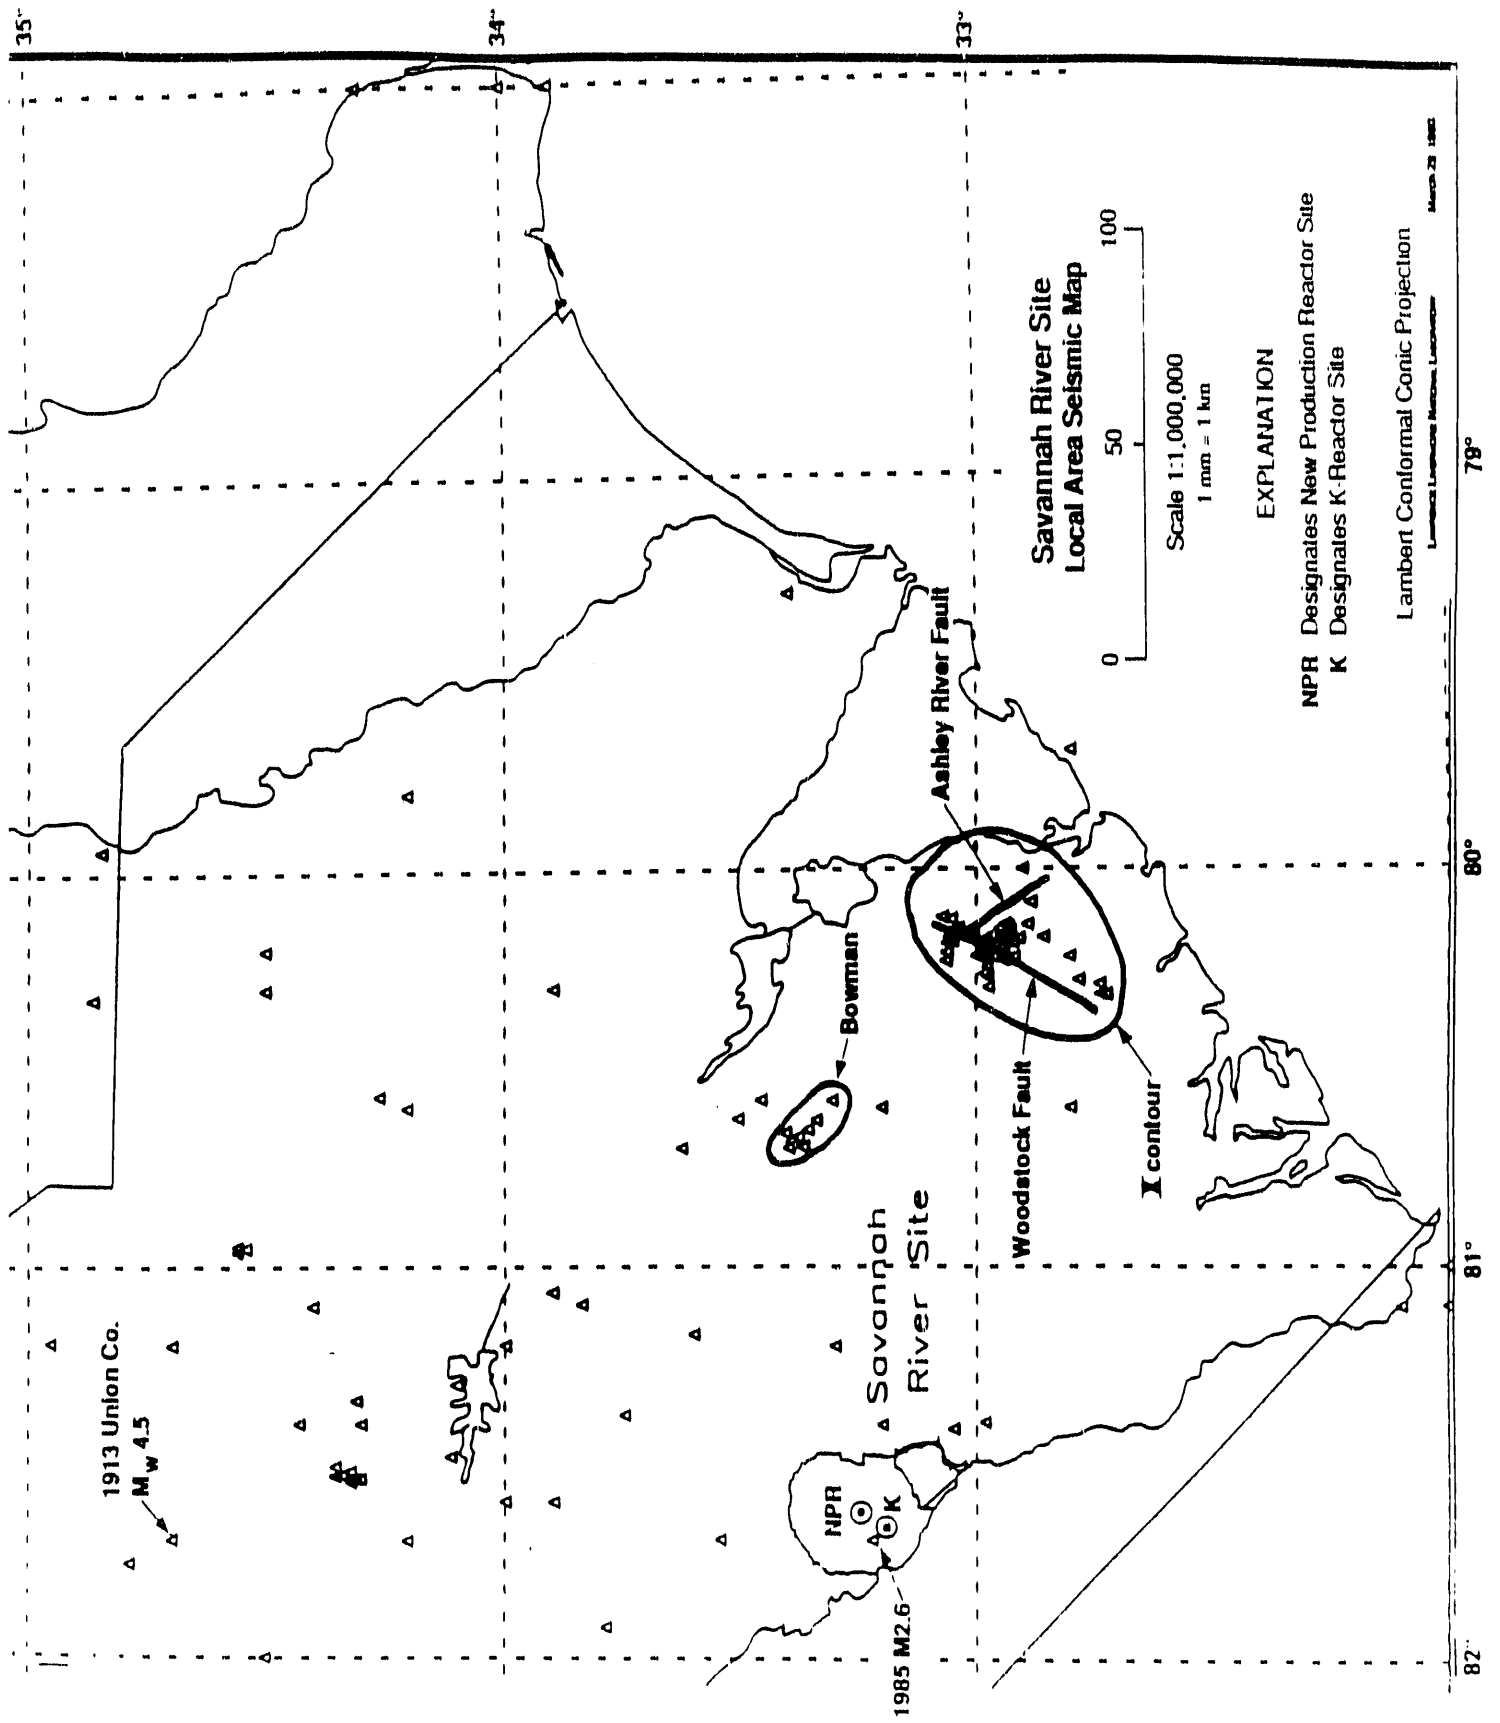 35°
34°
33°
1913 Union Co.
M w 4.5
NPR
K
1985 M2.6
Savannah
River Site
Bowman
Ashley River Fault
Woodstock Fault
X contour
Savannah River Site
Local Area Seismic Map
0 50 100
Scale 1:1,000,000
1 mm = 1 km
EXPLANATION
NPR Designates New Production Reactor Site
K Designates K-Reactor Site
Lambert Conformal Conic Projection
82°
81°
80°
79°